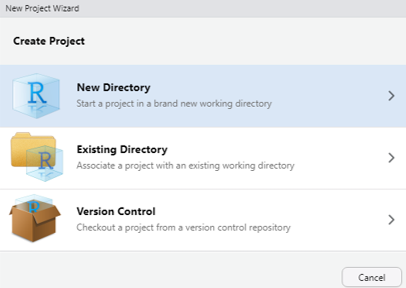 New Project Wizard
Create Project
New Directory
Start a project in a brand new working directory
Existing Directory
Associate a project with an existing working directory
Version Control
Checkout a project from a version control repository
Cancel